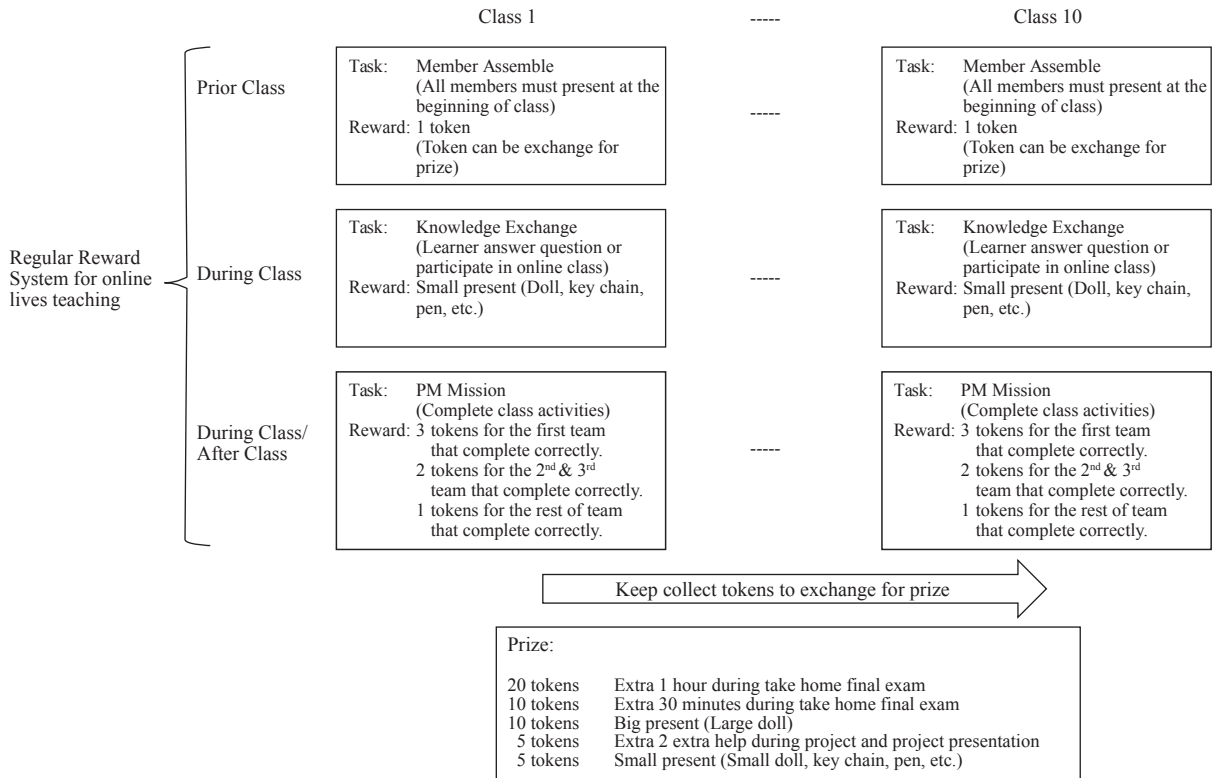 Class 1 ----- Class 10
Regular Reward
System for online
lives teaching
Prior Class
Task: Member Assemble
(All members must present at the
beginning of class)
Reward: 1 token
(Token can be exchange for
prize)
-----
Task: Member Assemble
(All members must present at the
beginning of class)
Reward: 1 token
(Token can be exchange for
prize)
During Class
Task: Knowledge Exchange
(Learner answer question or
participate in online class)
Reward: Small present (Doll, key chain,
pen, etc.)
-----
Task: Knowledge Exchange
(Learner answer question or
participate in online class)
Reward: Small present (Doll, key chain,
pen, etc.)
During Class/
After Class
Task: PM Mission
(Complete class activities)
Reward: 3 tokens for the first team
that complete correctly.
2 tokens for the 2nd & 3rd
team that complete correctly.
1 tokens for the rest of team
that complete correctly.
-----
Task: PM Mission
(Complete class activities)
Reward: 3 tokens for the first team
that complete correctly.
2 tokens for the 2nd & 3rd
team that complete correctly.
1 tokens for the rest of team
that complete correctly.
Keep collect tokens to exchange for prize
Prize:
20 tokens Extra 1 hour during take home final exam
10 tokens Extra 30 minutes during take home final exam
10 tokens Big present (Large doll)
5 tokens Extra 2 extra help during project and project presentation
5 tokens Small present (Small doll, key chain, pen, etc.)